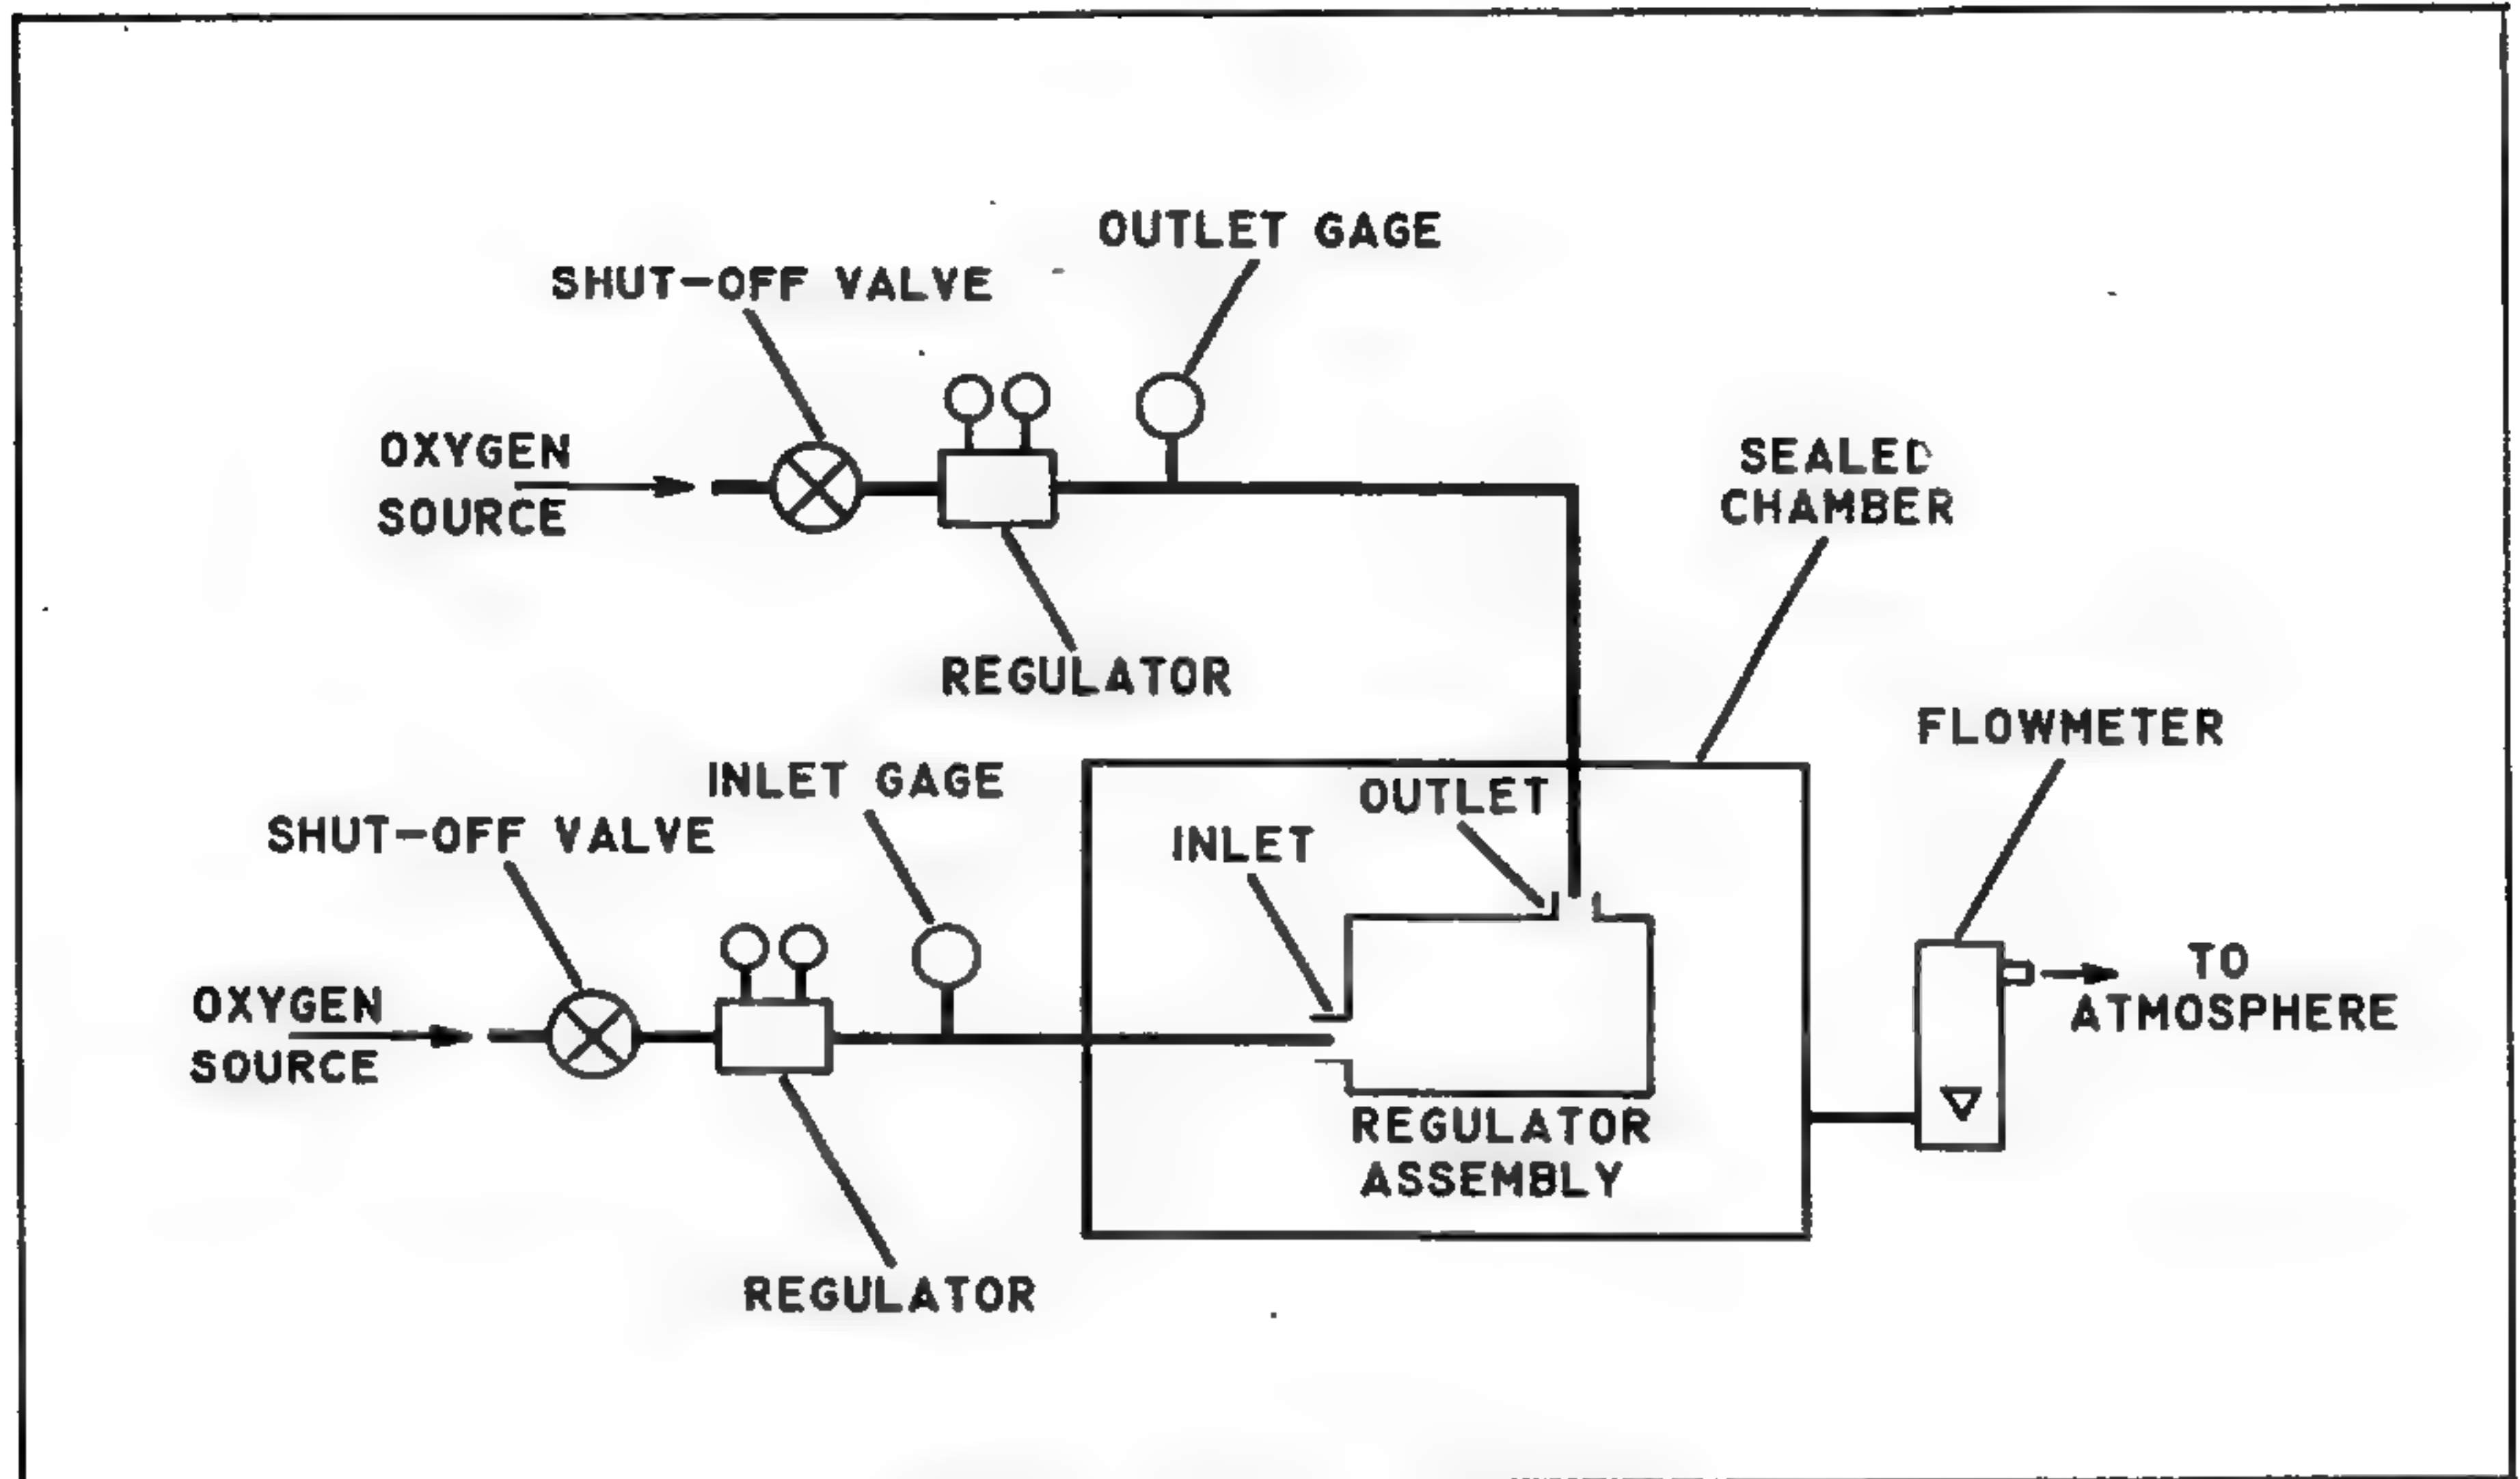 OUTLET GAGE
SHUT-OFF VALVE
OXYGEN
SOURCE
SEALED
CHAMBER
REGULATOR
FLOWMETER
INLET GAGE
OUTLET
SHUT-OFF VALVE
INLET
OXYGEN
SOURCE
TO
ATMOSPHERE
REGULATOR
ASSEMBLY
REGULATOR